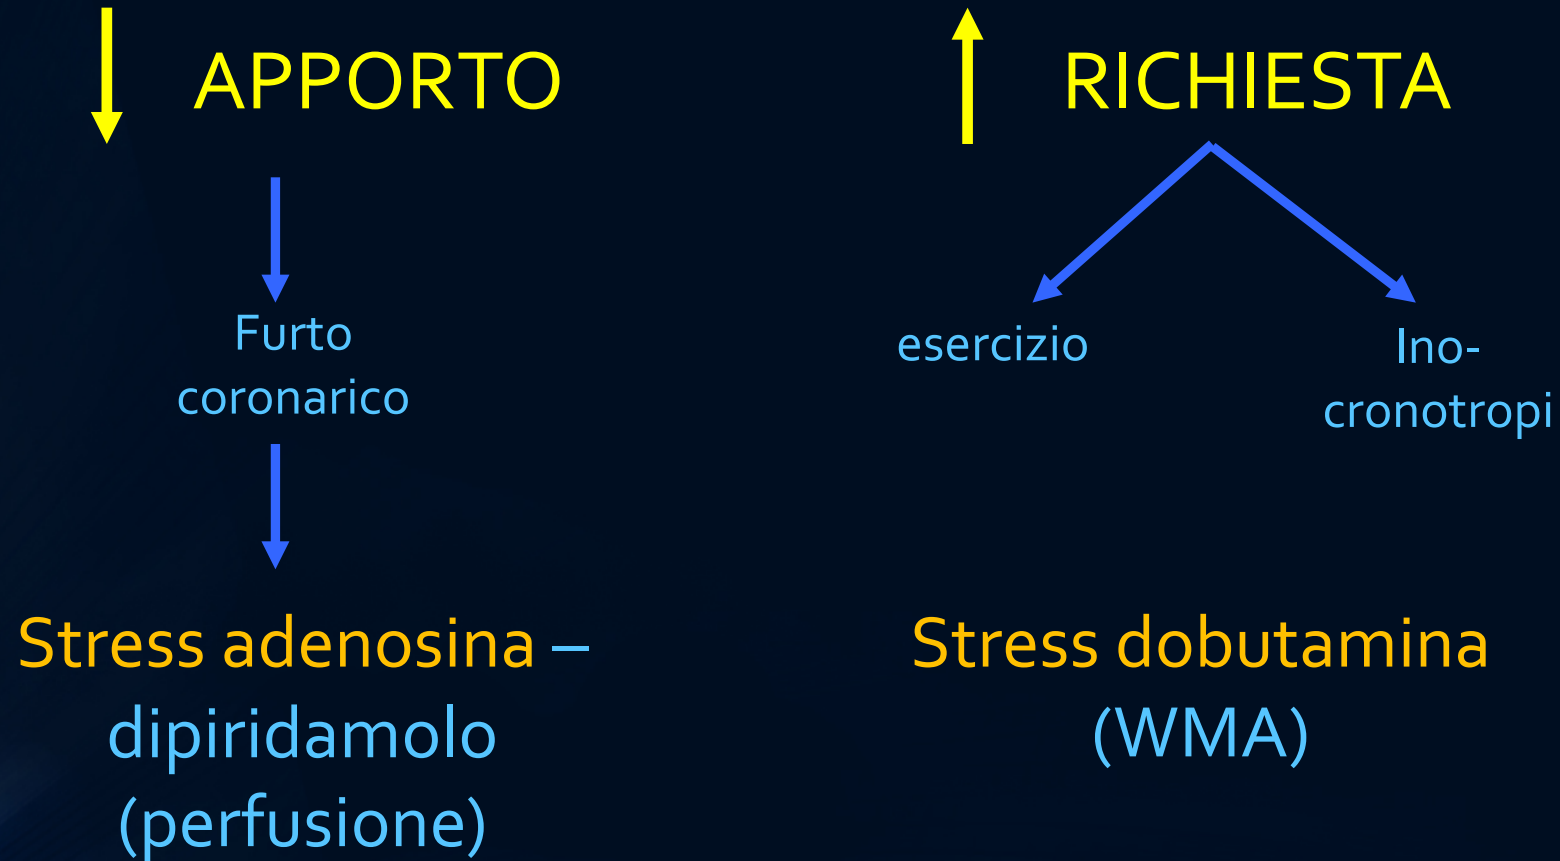 APPORTO
RICHIESTA
Furto
coronarico
esercizio
Ino-
cronotropi
Stress adenosina –
dipiridamolo
(perfusione)
Stress dobutamina
(WMA)